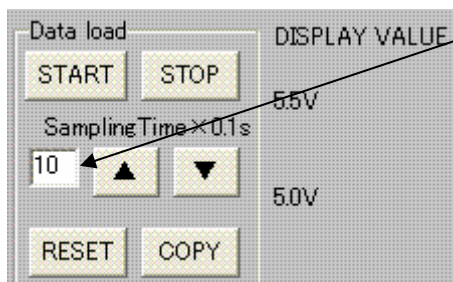 Data load
DISPLAY VALUE
START STOP
5.5V
SamplingTime×0.1s
10 ▲ ▼
5.0V
RESET COPY